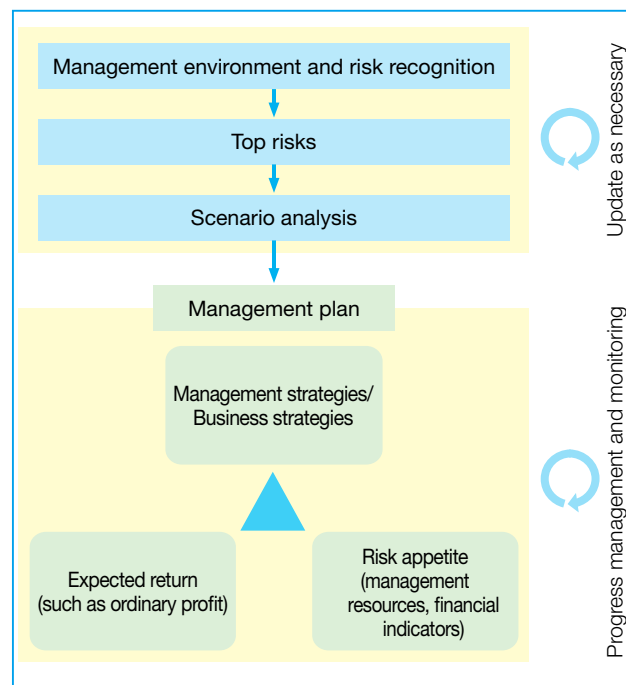 Management environment and risk recognition
Top risks
Scenario analysis
Update as necessary
Management plan
Management strategies/
Business strategies
Expected return
(such as ordinary profit)
Risk appetite
(management
resources, financial
indicators)
Progress management and monitoring